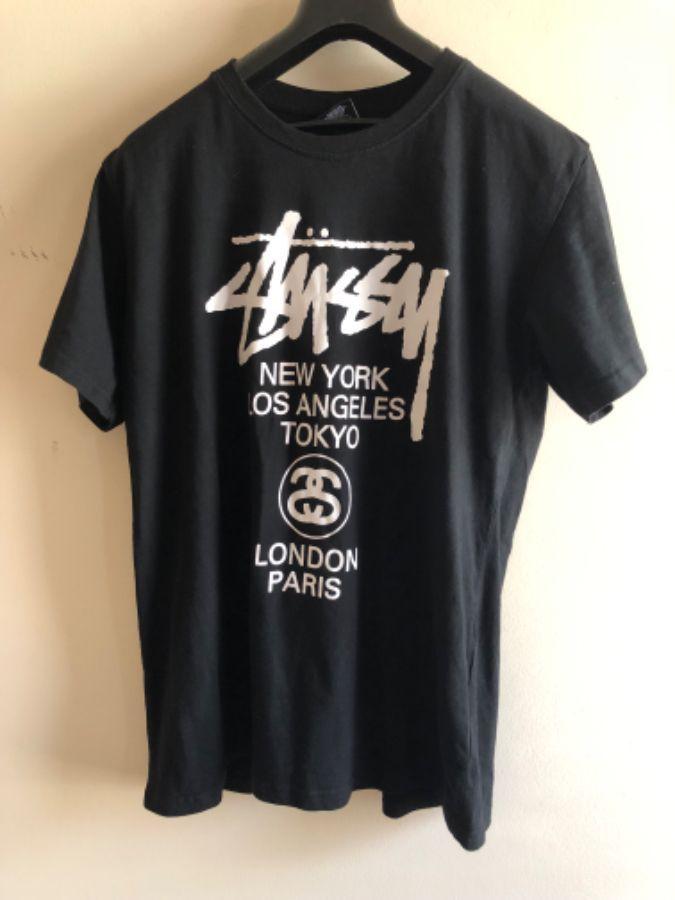 Stüssy
NEW YORK
LOS ANGELES
TOKYO
LONDON
PARIS